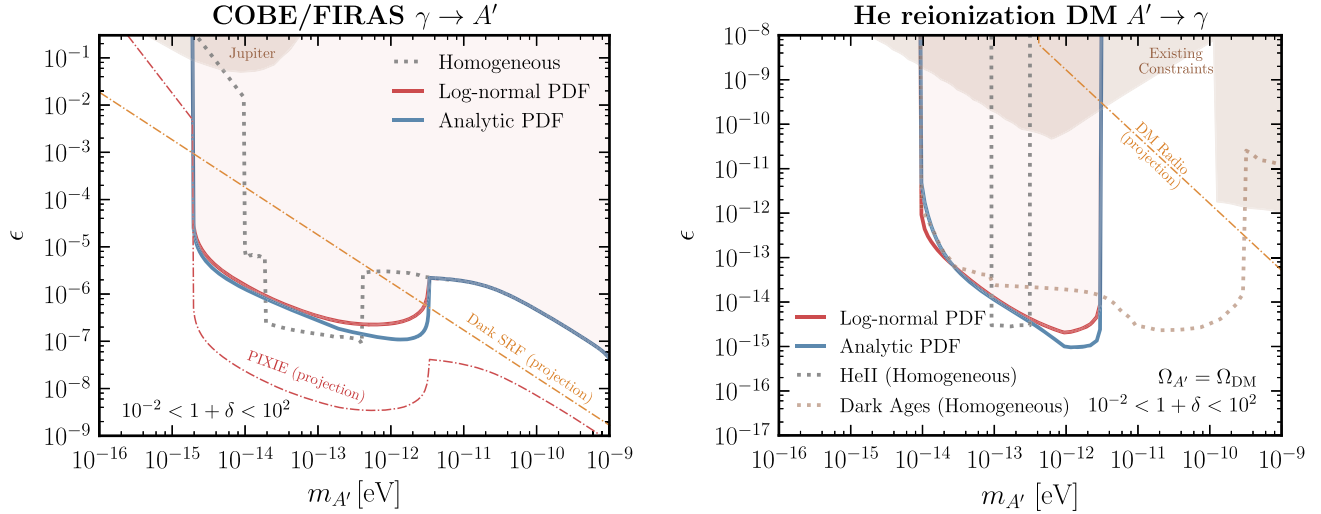 COBE/FIRAS γ → A′
10⁻¹
10⁻²
10⁻³
10⁻⁴
10⁻⁵
10⁻⁶
10⁻⁷
10⁻⁸
10⁻⁹
ϵ
Jupiter
Homogeneous
Log-normal PDF
Analytic PDF
Dark SRF (projection)
PIXIE (projection)
10⁻² < 1 + δ < 10²
10⁻¹⁶ 10⁻¹⁵ 10⁻¹⁴ 10⁻¹³ 10⁻¹² 10⁻¹¹ 10⁻¹⁰ 10⁻⁹
m_A′ [eV]
He reionization DM A′ → γ
10⁻⁸
10⁻⁹
10⁻¹⁰
10⁻¹¹
10⁻¹²
10⁻¹³
10⁻¹⁴
10⁻¹⁵
10⁻¹⁶
10⁻¹⁷
ϵ
Existing
Constraints
DM Radio
(projection)
Log-normal PDF
Analytic PDF
HeII (Homogeneous)
Dark Ages (Homogeneous)
Ω_A′ = Ω_DM
10⁻² < 1 + δ < 10²
10⁻¹⁶ 10⁻¹⁵ 10⁻¹⁴ 10⁻¹³ 10⁻¹² 10⁻¹¹ 10⁻¹⁰ 10⁻⁹
m_A′ [eV]